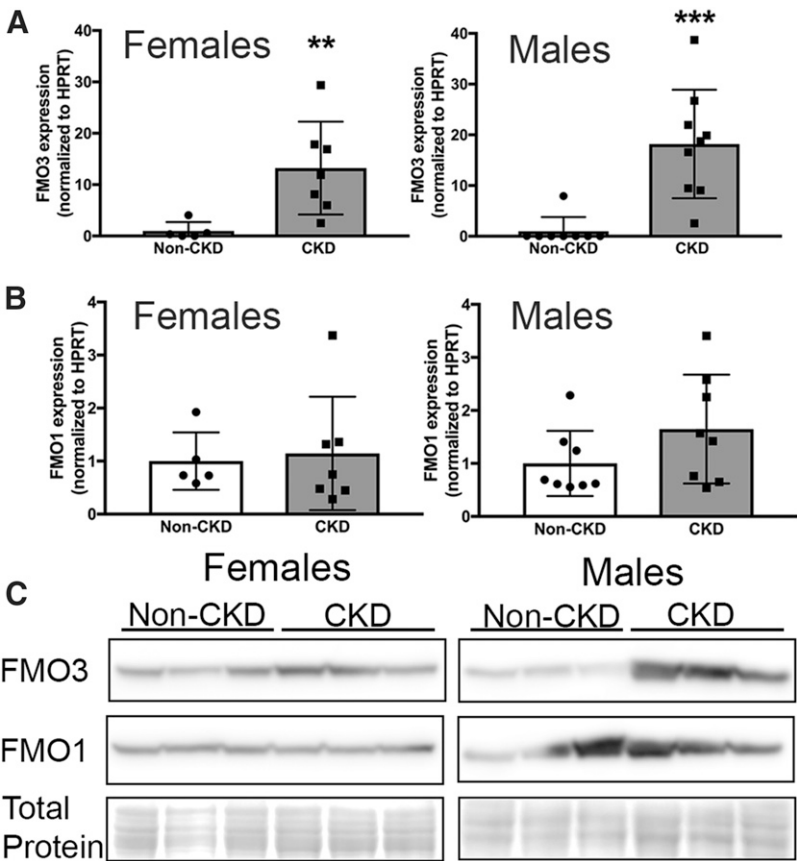 A
Females
**
FMO3 expression
(normalized to HPRT)
40
30
20
10
0
Non-CKD
CKD
Males
***
FMO3 expression
(normalized to HPRT)
40
30
20
10
0
Non-CKD
CKD
B
Females
FMO1 expression
(normalized to HPRT)
4
3
2
1
0
Non-CKD
CKD
Males
FMO1 expression
(normalized to HPRT)
4
3
2
1
0
Non-CKD
CKD
C
Females
Males
Non-CKD
CKD
Non-CKD
CKD
FMO3
FMO1
Total
Protein